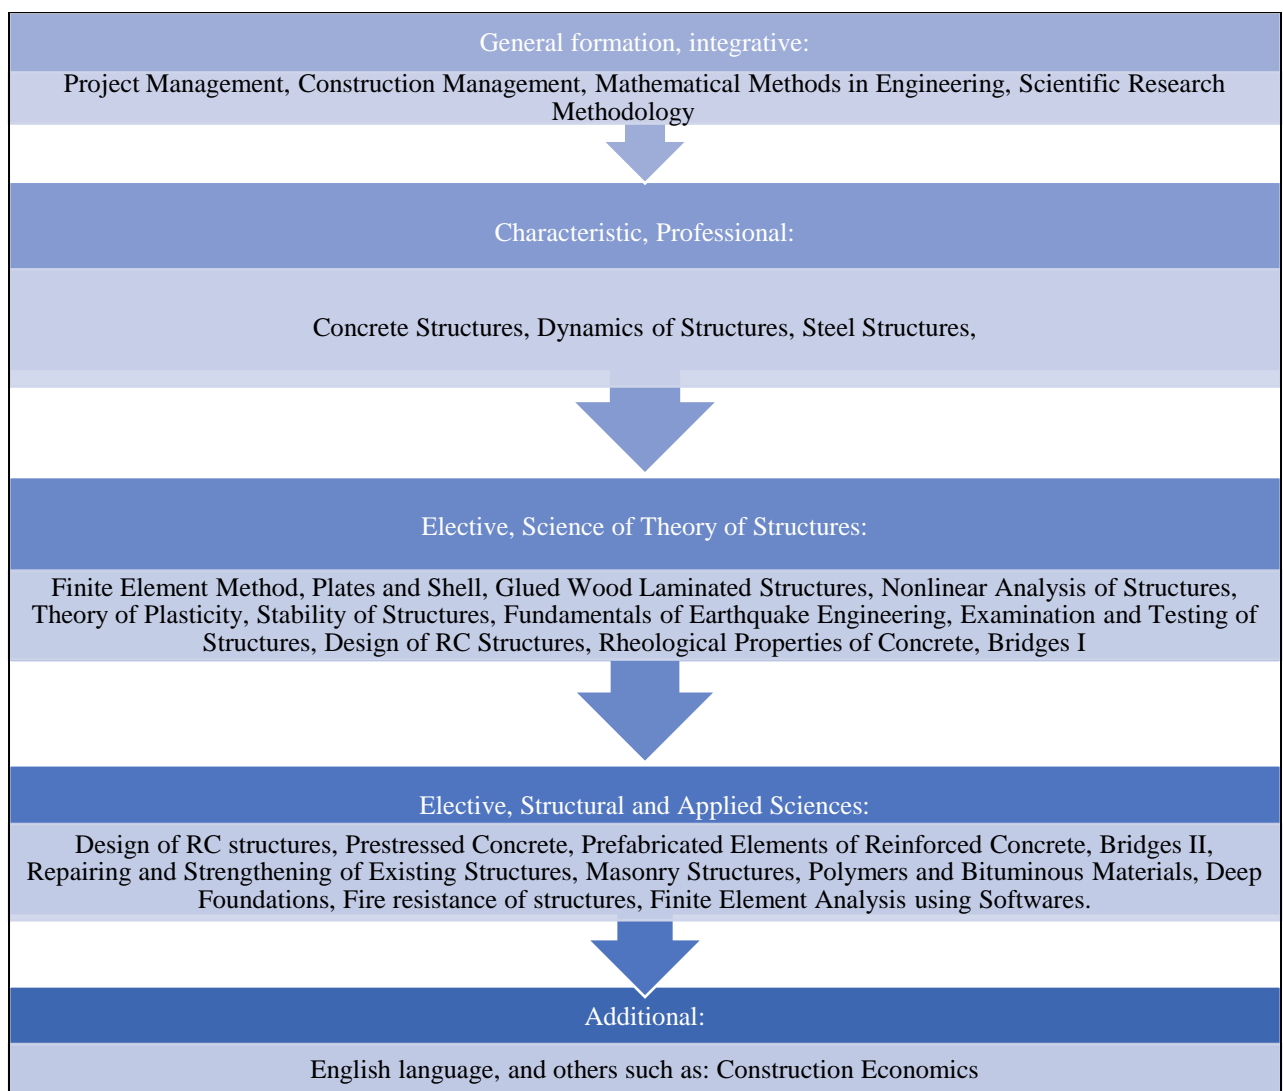 General formation, integrative:
Project Management, Construction Management, Mathematical Methods in Engineering, Scientific Research
Methodology
Characteristic, Professional:
Concrete Structures, Dynamics of Structures, Steel Structures,
Elective, Science of Theory of Structures:
Finite Element Method, Plates and Shell, Glued Wood Laminated Structures, Nonlinear Analysis of Structures,
Theory of Plasticity, Stability of Structures, Fundamentals of Earthquake Engineering, Examination and Testing of
Structures, Design of RC Structures, Rheological Properties of Concrete, Bridges I
Elective, Structural and Applied Sciences:
Design of RC structures, Prestressed Concrete, Prefabricated Elements of Reinforced Concrete, Bridges II,
Repairing and Strengthening of Existing Structures, Masonry Structures, Polymers and Bituminous Materials, Deep
Foundations, Fire resistance of structures, Finite Element Analysis using Softwares.
Additional:
English language, and others such as: Construction Economics